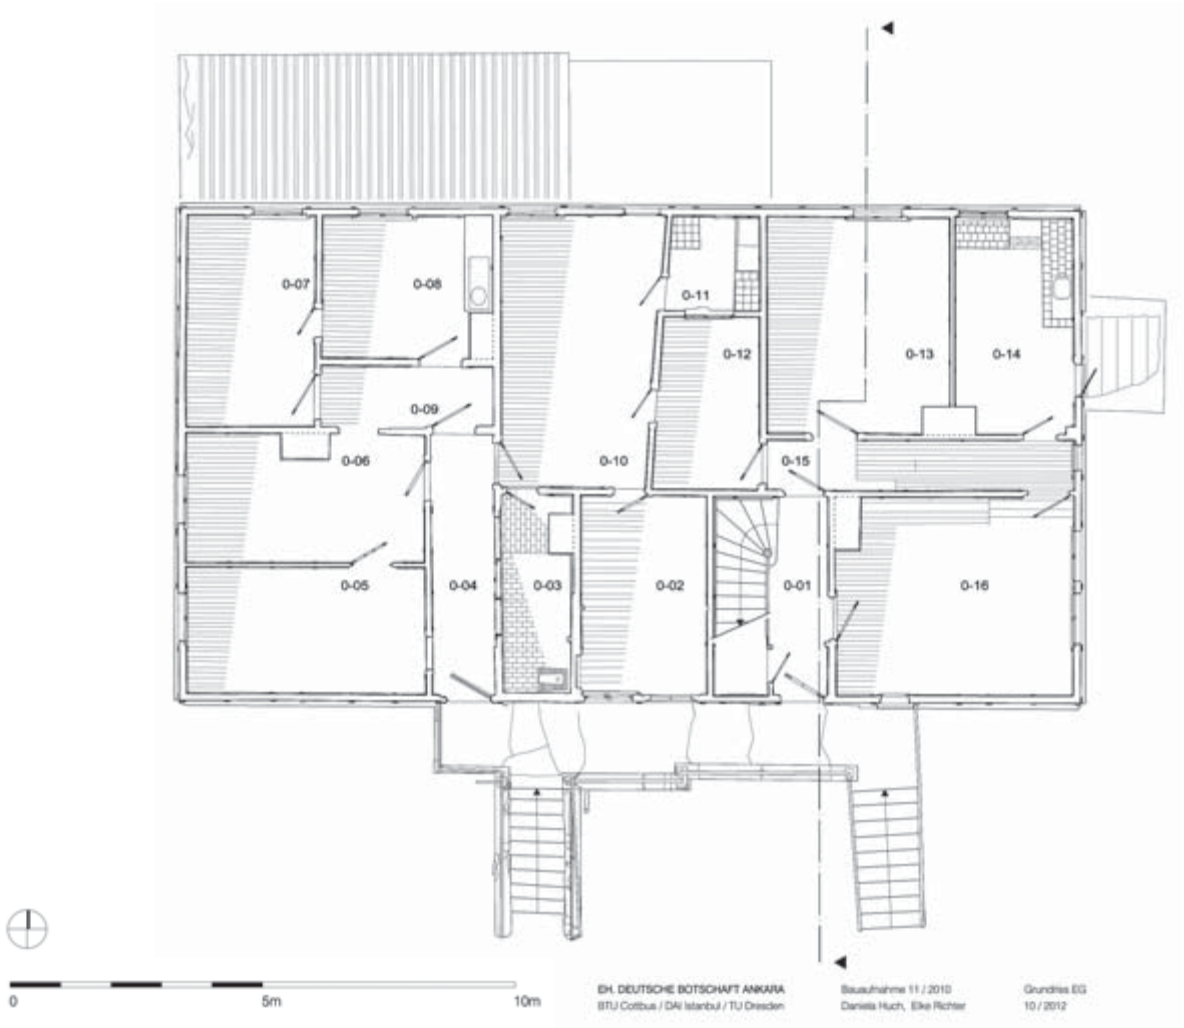 0-07
0-08
0-11
0-12
0-13
0-14
0-09
0-06
0-10
0-15
0-05
0-04
0-03
0-02
0-01
0-16
0
5m
10m
EH. DEUTSCHE BOTSCHAFT ANKARA
BTU Cottbus / DAI Istanbul / TU Dresden
Bauaufnahme 11 / 2010
Daniela Huch, Elke Richter
Grundriss EG
10 / 2012